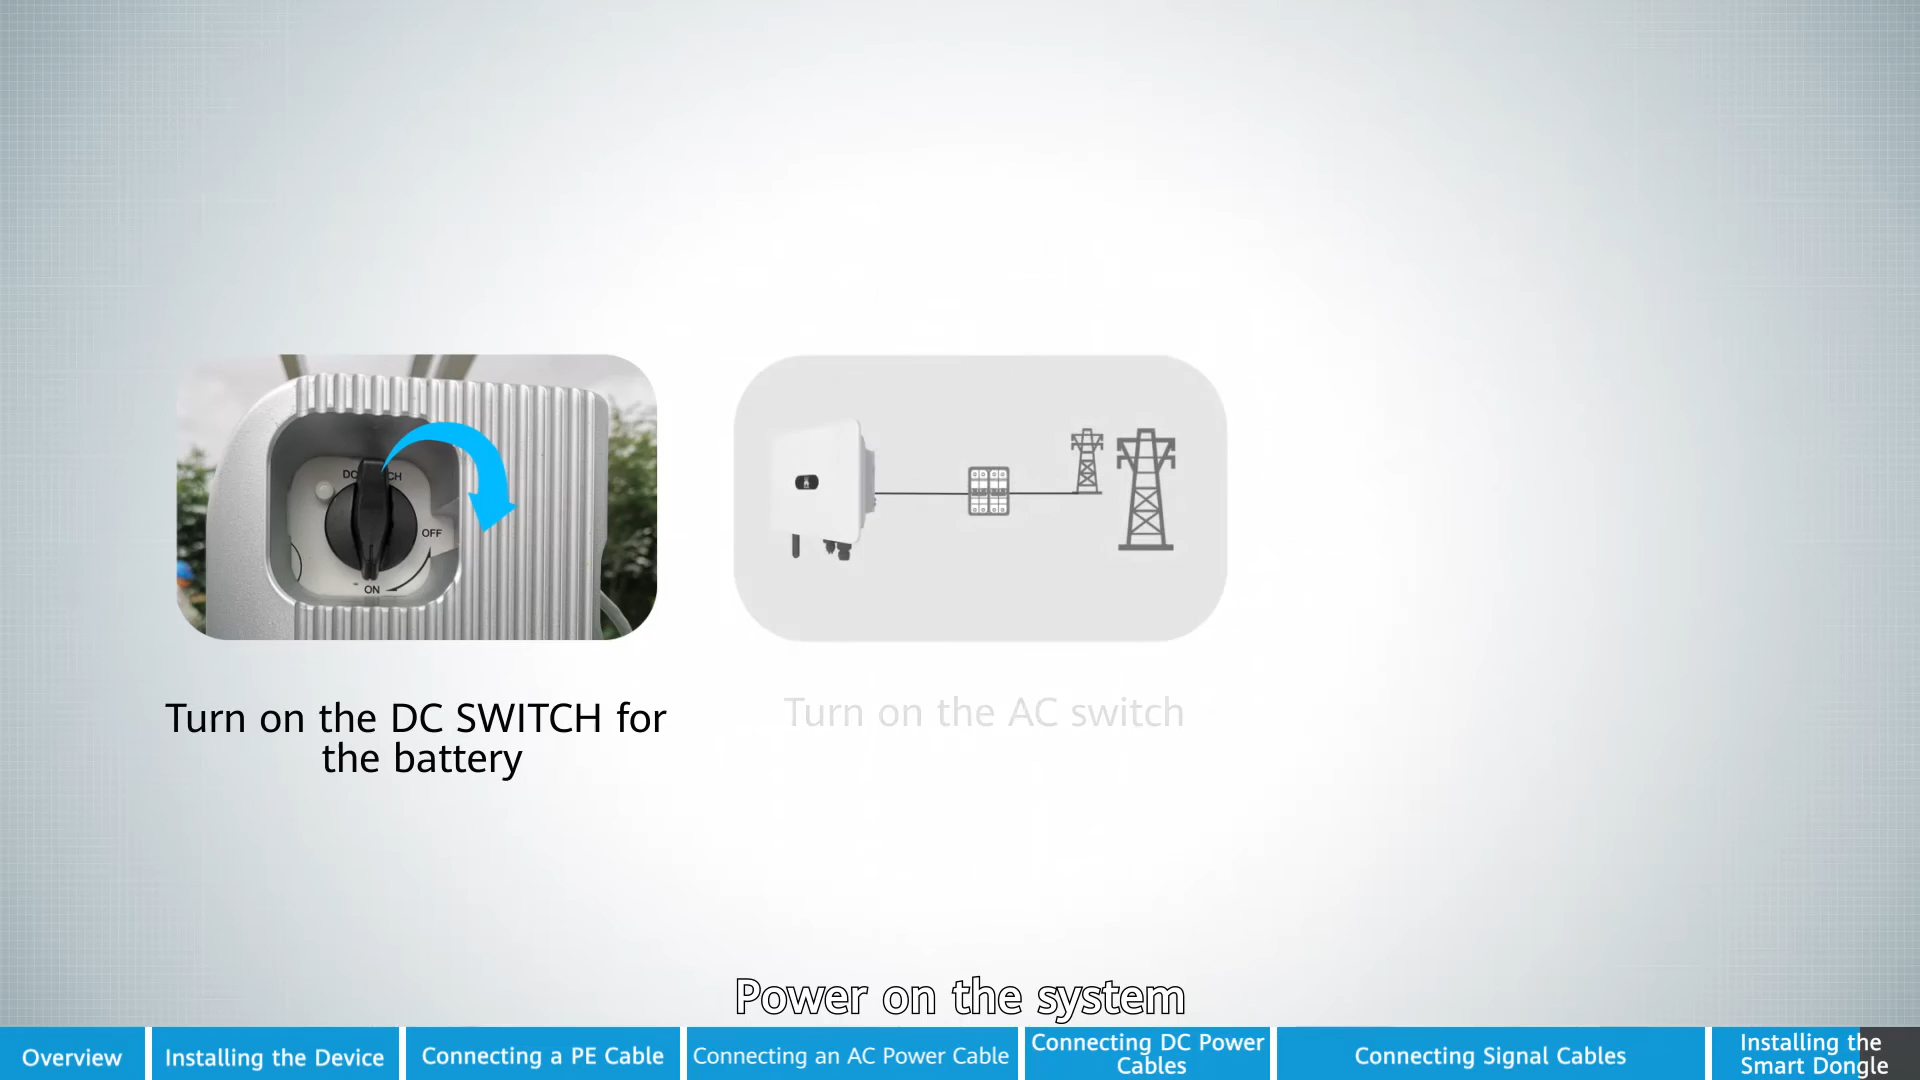 DC
CH
OFF
ON
Turn on the DC SWITCH for
the battery
Turn on the AC switch
Power on the system
Overview
Installing the Device
Connecting a PE Cable
Connecting an AC Power Cable
Connecting DC Power
Cables
Connecting Signal Cables
Installing the
Smart Dongle